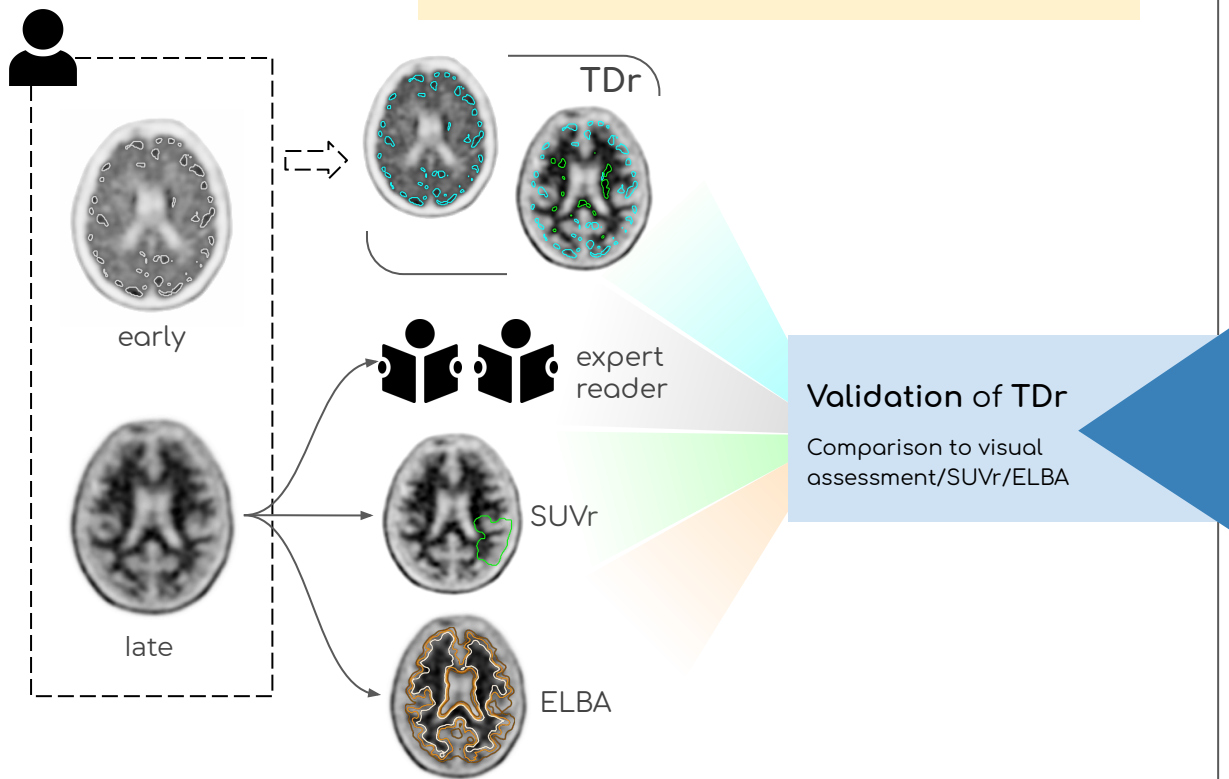 TDr
early
expert
reader
Validation of TDr
Comparison to visual
assessment/SUVr/ELBA
SUVr
late
ELBA